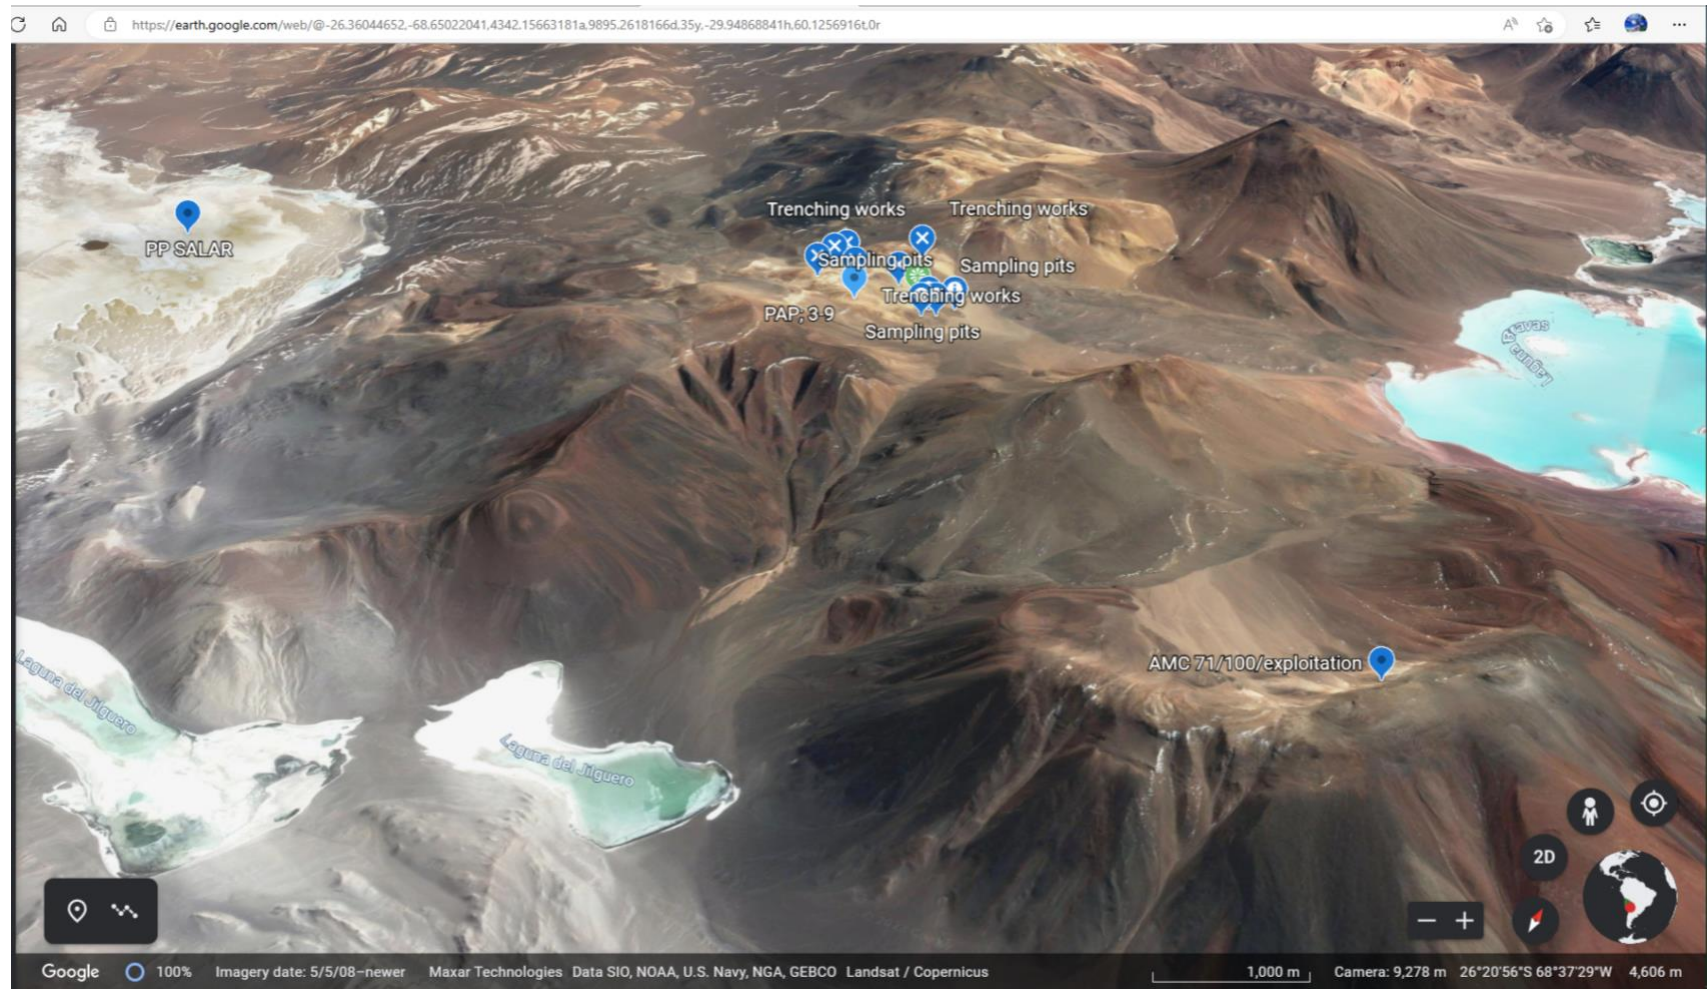 https://earth.google.com/web/@-26.36044652,-68.65022041,4342.15663181a,9895.2618166d,35y,-29.94868841h,60.1256916t,0r
Trenching works
Trenching works
PP SALAR
Sampling pits
Sampling pits
Trenching works
PAP; 3-9
Sampling pits
Laguna
Bravas
AMC 71/100/exploitation
Laguna del Jilguero
Laguna del Jilguero
2D
Google
100%
Imagery date: 5/5/08–newer
Maxar Technologies Data SIO, NOAA, U.S. Navy, NGA, GEBCO Landsat / Copernicus
1,000 m
Camera: 9,278 m 26°20'56"S 68°37'29"W 4,606 m